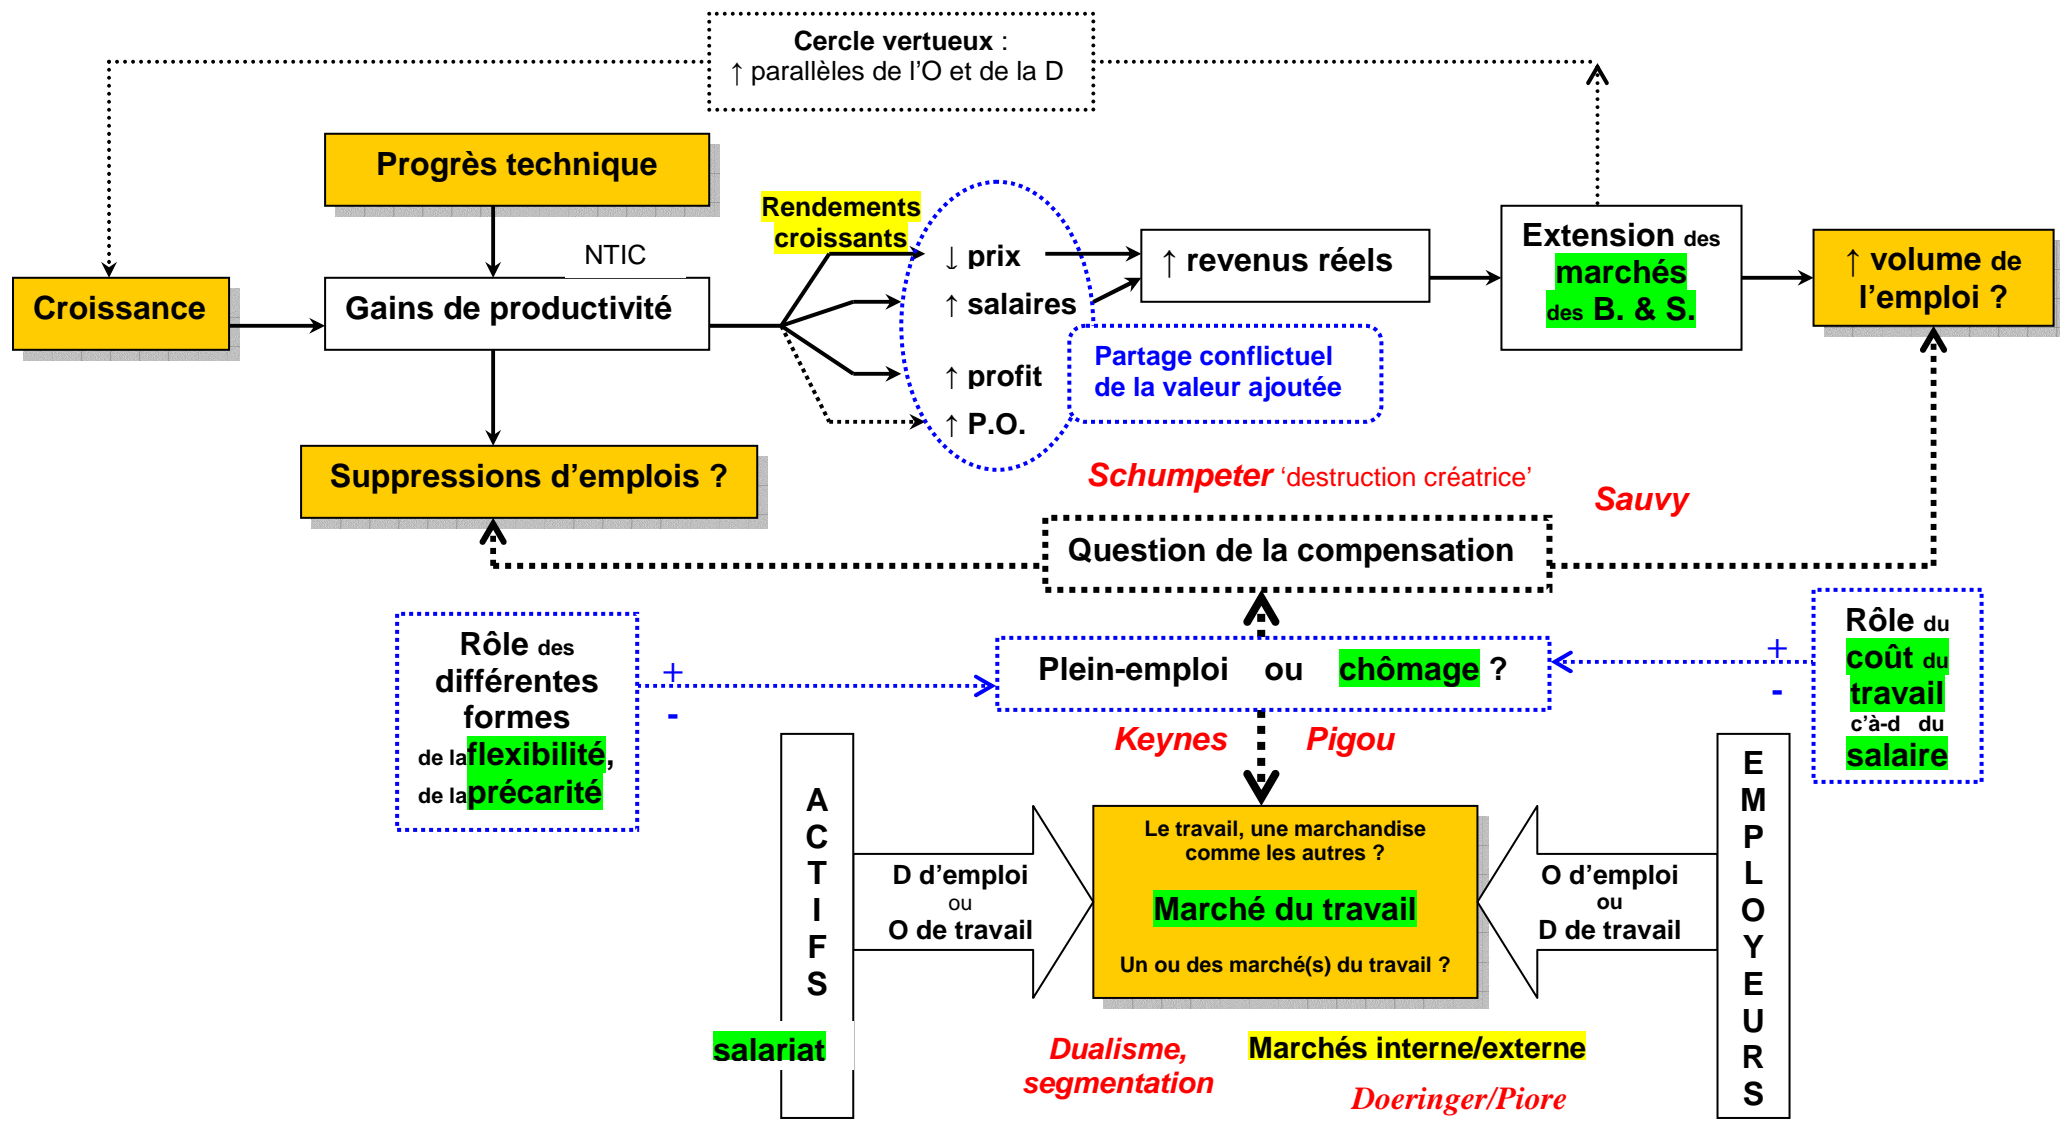 Cercle vertueux :
↑ parallèles de l’O et de la D
Progrès technique
NTIC
Croissance
Gains de productivité
Rendements
croissants
↓ prix
↑ salaires
↑ profit
↑ P.O.
↑ revenus réels
Extension des
marchés
des B. & S.
↑ volume de
l’emploi ?
Partage conflictuel
de la valeur ajoutée
Suppressions d’emplois ?
Schumpeter ‘destruction créatrice’
Sauvy
Question de la compensation
Rôle des
différentes
formes
de la flexibilité,
de la précarité
+
-
Plein-emploi ou chômage ?
+
-
Rôle du
coût du
travail
c’à-d du
salaire
Keynes
Pigou
ACTIFS
D d’emploi
ou
O de travail
Le travail, une marchandise
comme les autres ?
Marché du travail
Un ou des marché(s) du travail ?
O d’emploi
ou
D de travail
EMPLOYEURS
salariat
Dualisme,
segmentation
Marchés interne/externe
Doeringer/Piore